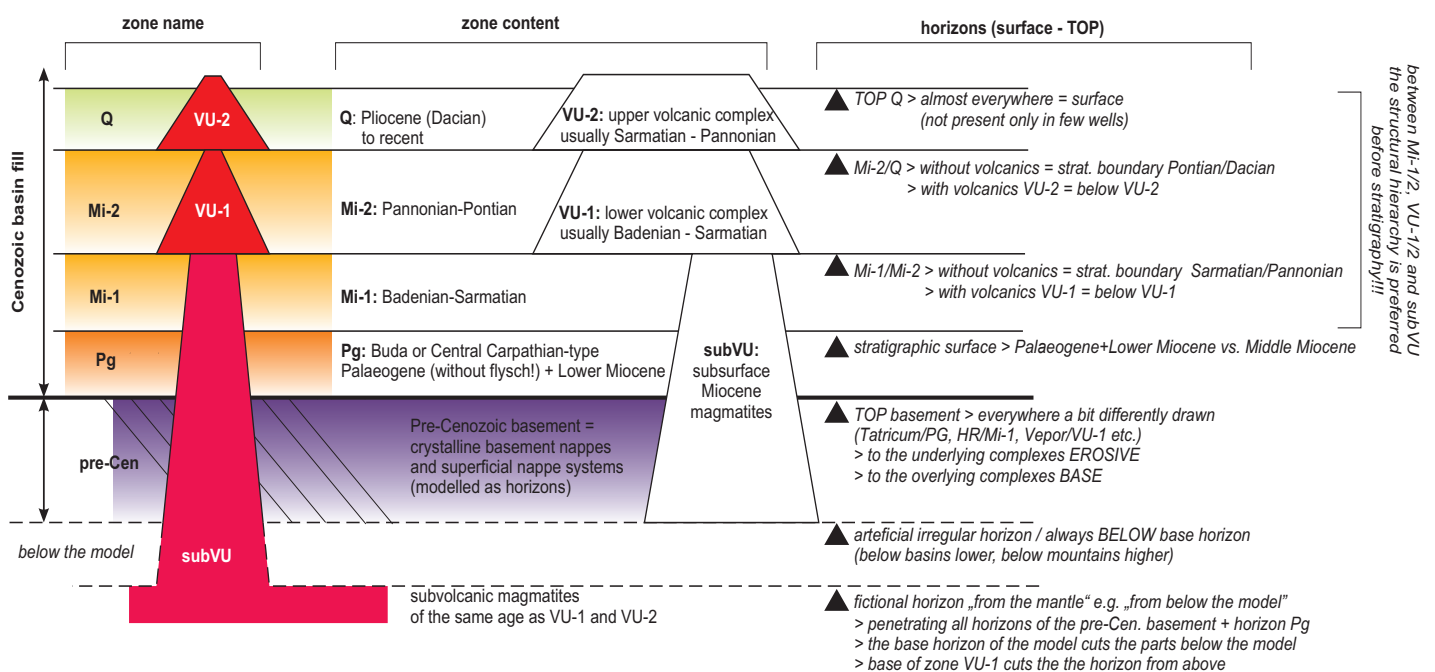 zone name
zone content
horizons (surface - TOP)
Cenozoic basin fill
Q
VU-2
Q: Pliocene (Dacian)
to recent
VU-2: upper volcanic complex
usually Sarmatian - Pannonian
TOP Q > almost everywhere = surface
(not present only in few wells)
Mi-2
VU-1
Mi-2: Pannonian-Pontian
VU-1: lower volcanic complex
usually Badenian - Sarmatian
Mi-2/Q > without volcanics = strat. boundary Pontian/Dacian
> with volcanics VU-2 = below VU-2
Mi-1
Mi-1: Badenian-Sarmatian
Mi-1/Mi-2 > without volcanics = strat. boundary Sarmatian/Pannonian
> with volcanics VU-1 = below VU-1
Pg
Pg: Buda or Central Carpathian-type
Palaeogene (without flysch!) + Lower Miocene
subVU:
subsurface
Miocene
magmatites
stratigraphic surface > Palaeogene+Lower Miocene vs. Middle Miocene
between Mi-1/2, VU-1/2 and subVU
the structural hierarchy is preferred
before stratigraphy!!!
pre-Cen
Pre-Cenozoic basement =
crystalline basement nappes
and superficial nappe systems
(modelled as horizons)
TOP basement > everywhere a bit differently drawn
(Tatricum/PG, HR/Mi-1, Vepor/VU-1 etc.)
> to the underlying complexes EROSIVE
> to the overlying complexes BASE
below the model
subVU
arteficial irregular horizon / always BELOW base horizon
(below basins lower, below mountains higher)
subvolcanic magmatites
of the same age as VU-1 and VU-2
fictional horizon „from the mantle“ e.g. „from below the model”
> penetrating all horizons of the pre-Cen. basement + horizon Pg
> the base horizon of the model cuts the parts below the model
> base of zone VU-1 cuts the the horizon from above